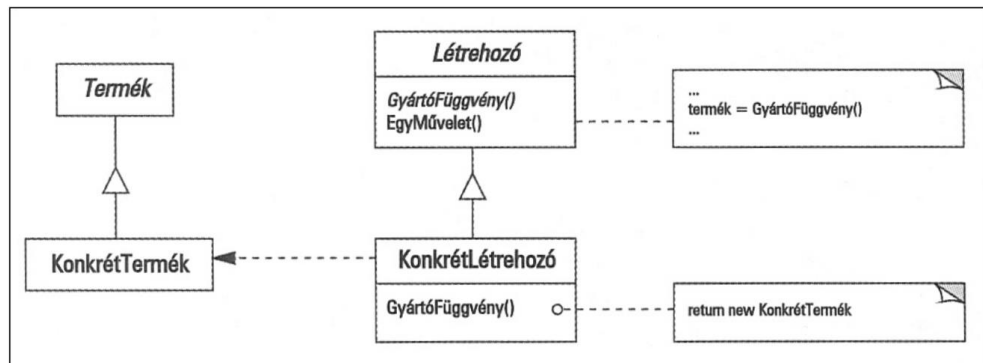 Termék
Létrehozó
GyártóFüggvény()
EgyMűvelet()
...
termék = GyártóFüggvény()
...
KonkrétTermék
KonkrétLétrehozó
GyártóFüggvény()
return new KonkrétTermék